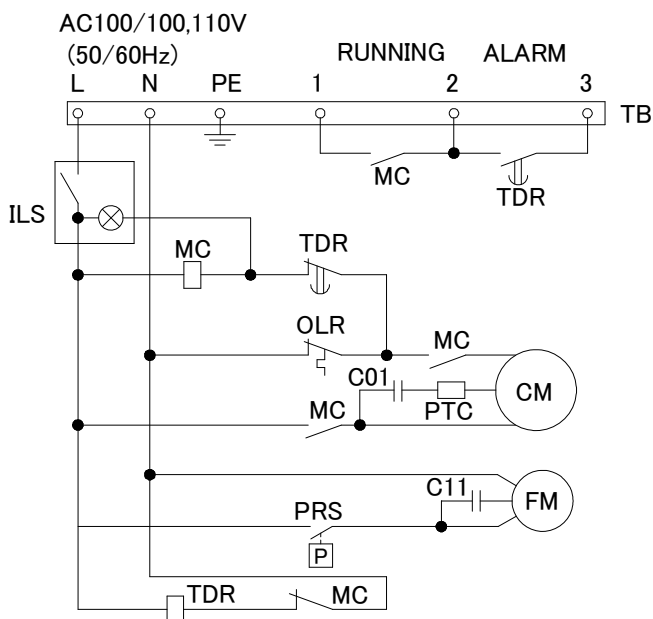 AC100/100,110V
(50/60Hz)
RUNNING ALARM
L N PE 1 2 3
TB
MC
TDR
ILS
MC
TDR
OLR
MC
C01
PTC
CM
MC
C11
FM
PRS
P
TDR
MC